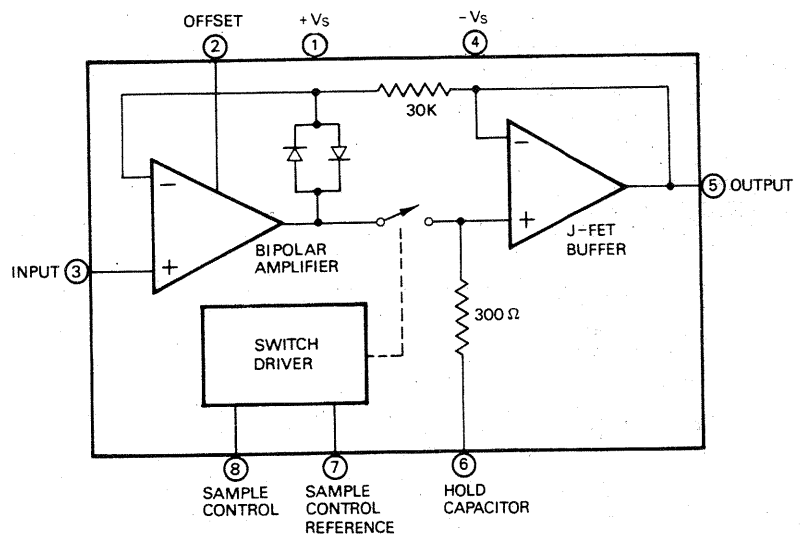 OFFSET
2
+Vs
1
−Vs
4
30K
−
−
5 OUTPUT
+
J-FET
BUFFER
BIPOLAR
AMPLIFIER
INPUT 3
+
300 Ω
SWITCH
DRIVER
8
7
6
SAMPLE
CONTROL
SAMPLE
CONTROL
REFERENCE
HOLD
CAPACITOR